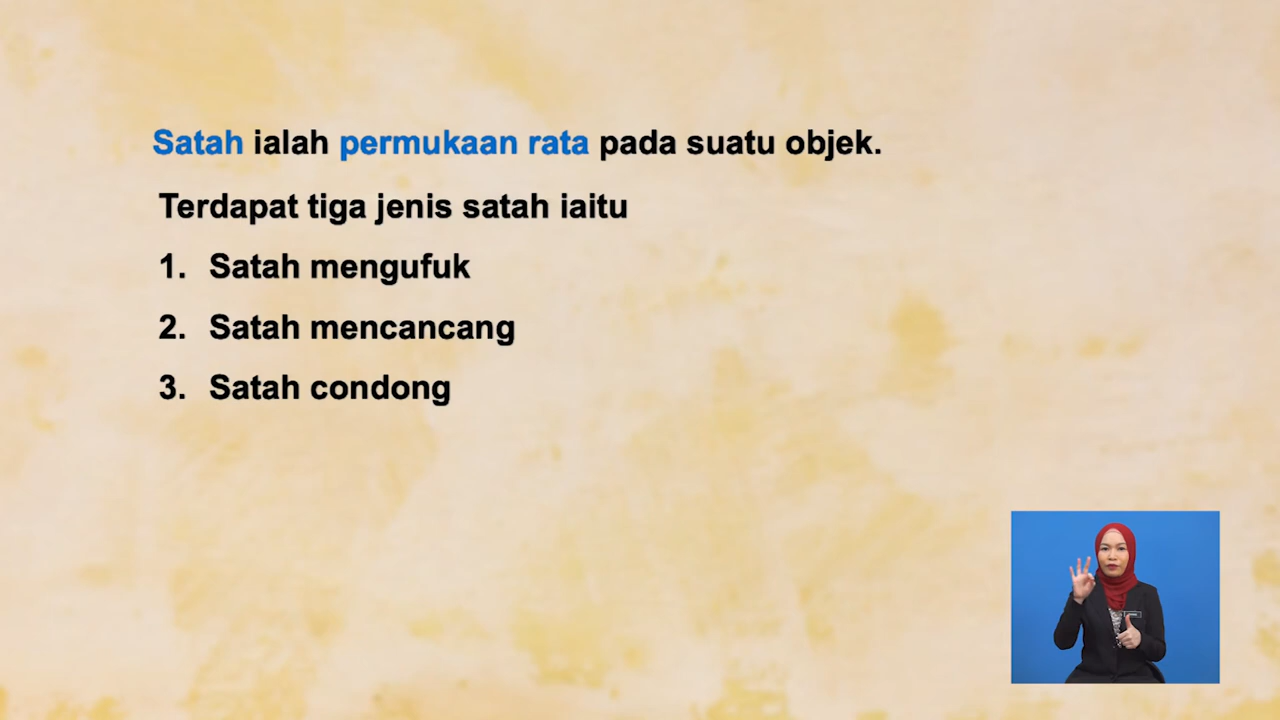 Satah ialah permukaan rata pada suatu objek.
Terdapat tiga jenis satah iaitu
1. Satah mengufuk
2. Satah mencancang
3. Satah condong